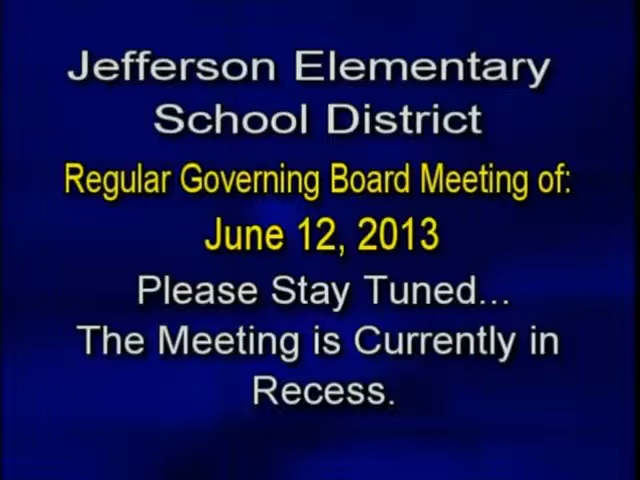 Jefferson Elementary
School District
Regular Governing Board Meeting of:
June 12, 2013
Please Stay Tuned...
The Meeting is Currently in
Recess.